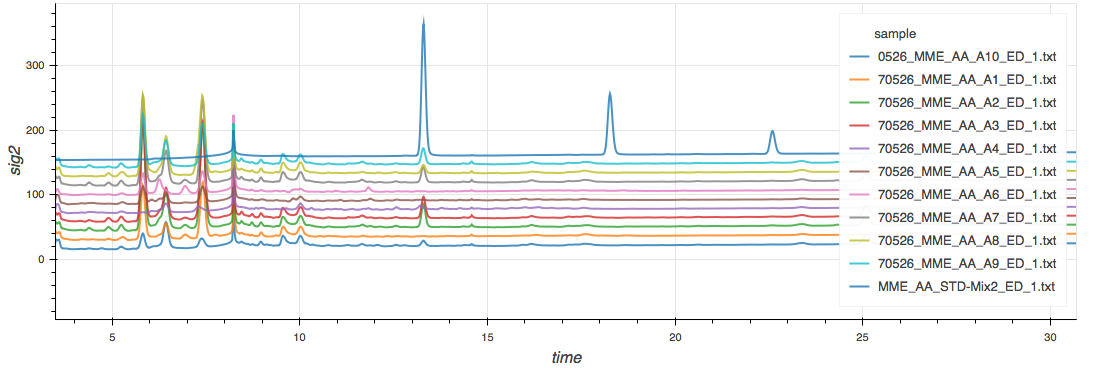 sample
0526_MME_AA_A10_ED_1.txt
70526_MME_AA_A1_ED_1.txt
70526_MME_AA_A2_ED_1.txt
70526_MME_AA_A3_ED_1.txt
70526_MME_AA_A4_ED_1.txt
70526_MME_AA_A5_ED_1.txt
70526_MME_AA_A6_ED_1.txt
70526_MME_AA_A7_ED_1.txt
70526_MME_AA_A8_ED_1.txt
70526_MME_AA_A9_ED_1.txt
MME_AA_STD-Mix2_ED_1.txt
300
200
100
0
sig2
5 10 15 20 25 30
time